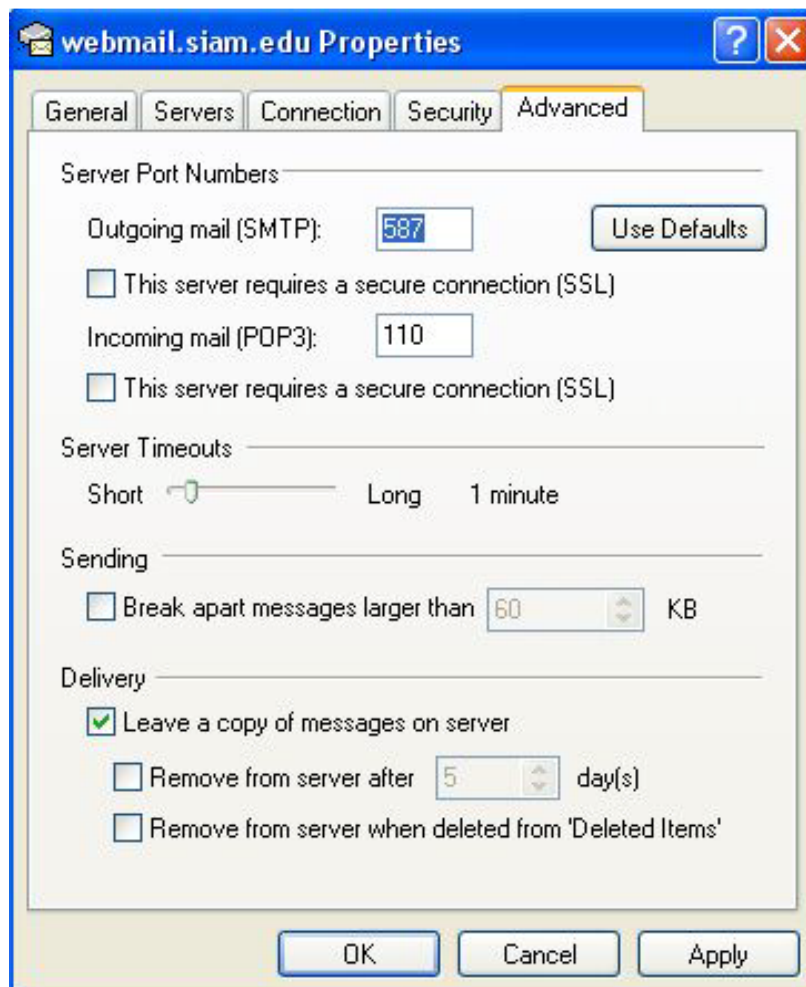 webmail.siam.edu Properties
General Servers Connection Security Advanced
Server Port Numbers
Outgoing mail (SMTP): 587 Use Defaults
This server requires a secure connection (SSL)
Incoming mail (POP3): 110
This server requires a secure connection (SSL)
Server Timeouts
Short Long 1 minute
Sending
Break apart messages larger than 60 KB
Delivery
Leave a copy of messages on server
Remove from server after 5 day(s)
Remove from server when deleted from 'Deleted Items'
OK Cancel Apply